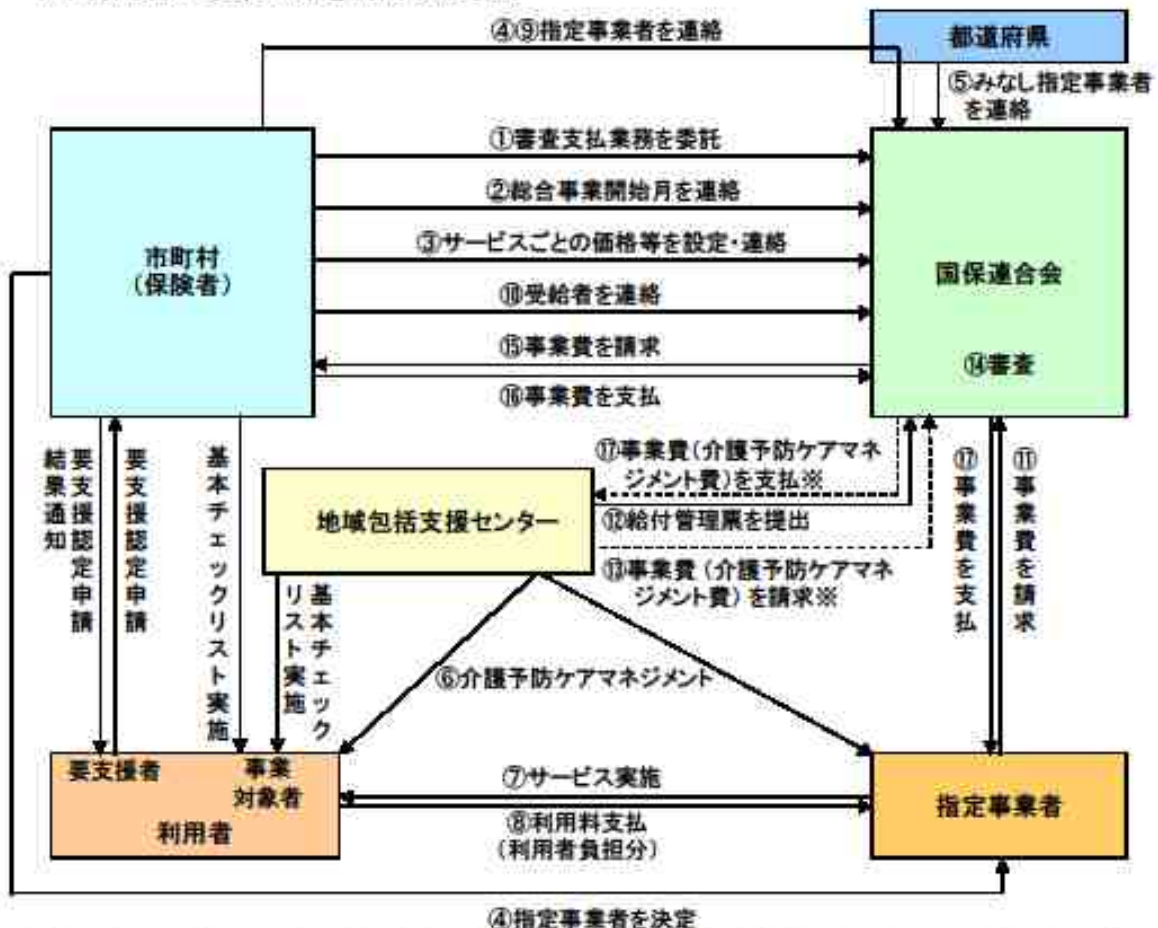 ④⑨指定事業者を連絡
都道府県
⑤みなし指定事業者
を連絡
①審査支払業務を委託
②総合事業開始月を連絡
③サービスごとの価格等を設定・連絡
⑩受給者を連絡
⑮事業費を請求
⑯事業費を支払
市町村
(保険者)
国保連合会
⑭審査
要支援認定申請
結果通知
要支援認定申請
基本チェックリスト実施
地域包括支援センター
⑰事業費(介護予防ケアマネ
ジメント費)を支払※
⑫給付管理票を提出
⑬事業費(介護予防ケアマネ
ジメント費)を請求※
⑰事業費を支払
⑪事業費を請求
基本チェック
リスト実施
⑥介護予防ケアマネジメント
要支援者
事業
対象者
利用者
⑦サービス実施
⑧利用料支払
(利用者負担分)
指定事業者
④指定事業者を決定